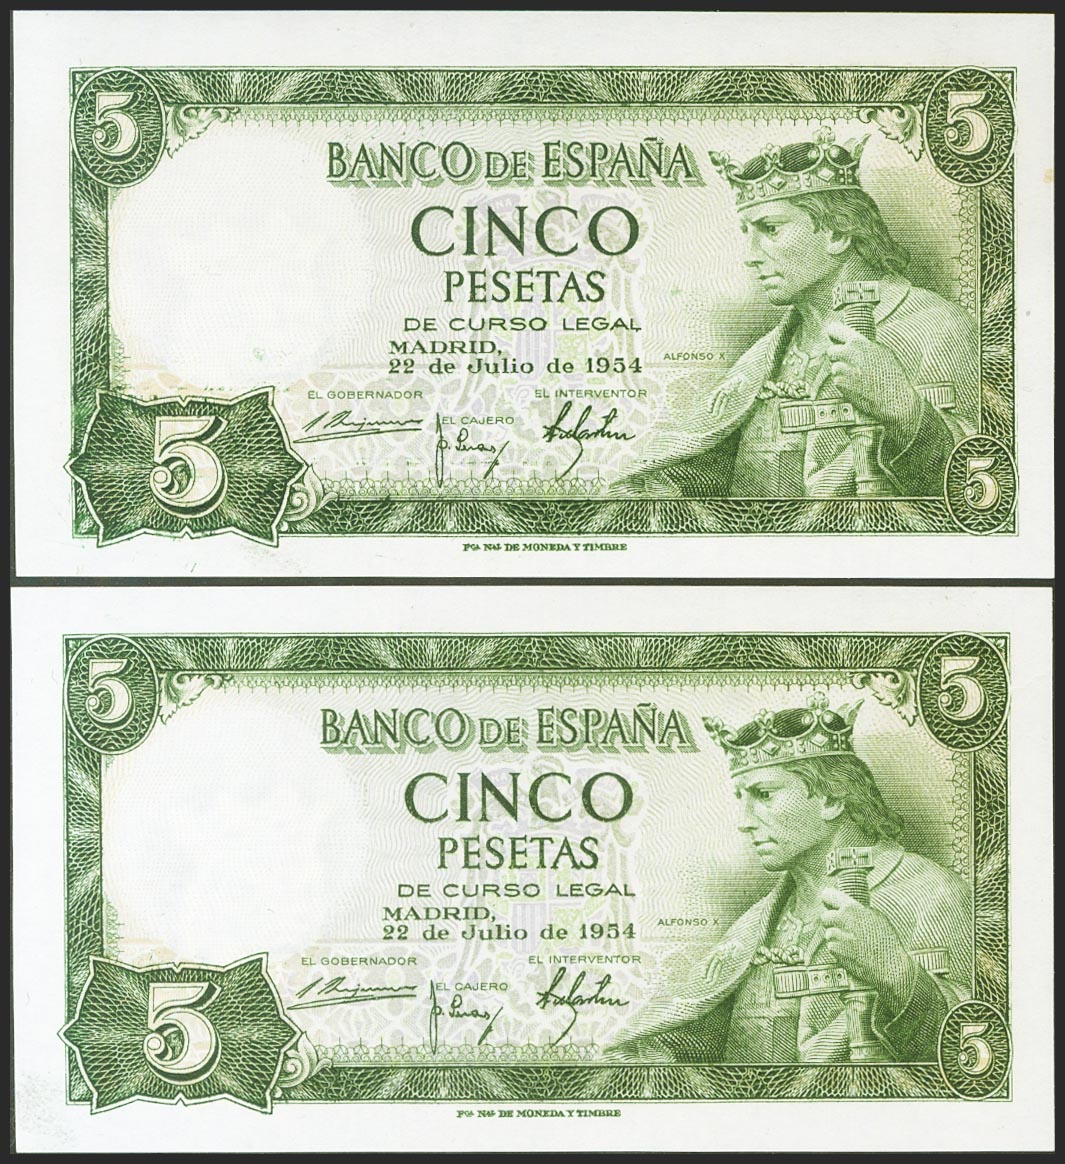 5 5
BANCO DE ESPAÑA
CINCO
PESETAS
DE CURSO LEGAL
MADRID,
22 de Julio de 1954
ALFONSO X
EL GOBERNADOR EL INTERVENTOR
EL CAJERO
5 5
Fca Nal DE MONEDA Y TIMBRE
5 5
BANCO DE ESPAÑA
CINCO
PESETAS
DE CURSO LEGAL
MADRID,
22 de Julio de 1954
ALFONSO X
EL GOBERNADOR EL INTERVENTOR
EL CAJERO
5 5
Fca Nal DE MONEDA Y TIMBRE